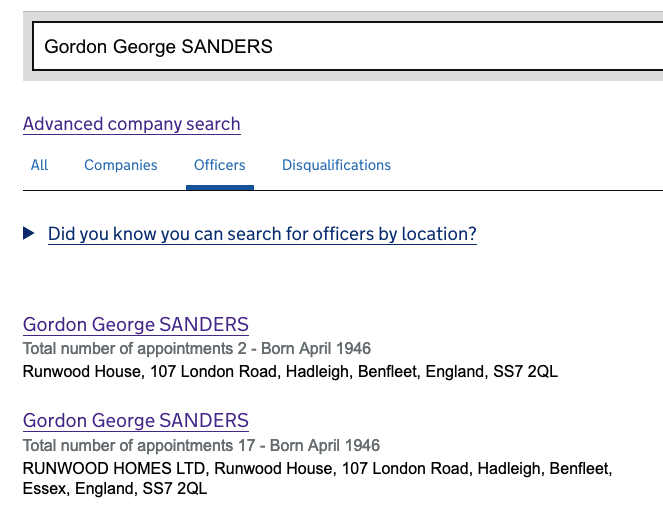 Gordon George SANDERS
Advanced company search
All Companies Officers Disqualifications
Did you know you can search for officers by location?
Gordon George SANDERS
Total number of appointments 2 - Born April 1946
Runwood House, 107 London Road, Hadleigh, Benfleet, England, SS7 2QL
Gordon George SANDERS
Total number of appointments 17 - Born April 1946
RUNWOOD HOMES LTD, Runwood House, 107 London Road, Hadleigh, Benfleet,
Essex, England, SS7 2QL